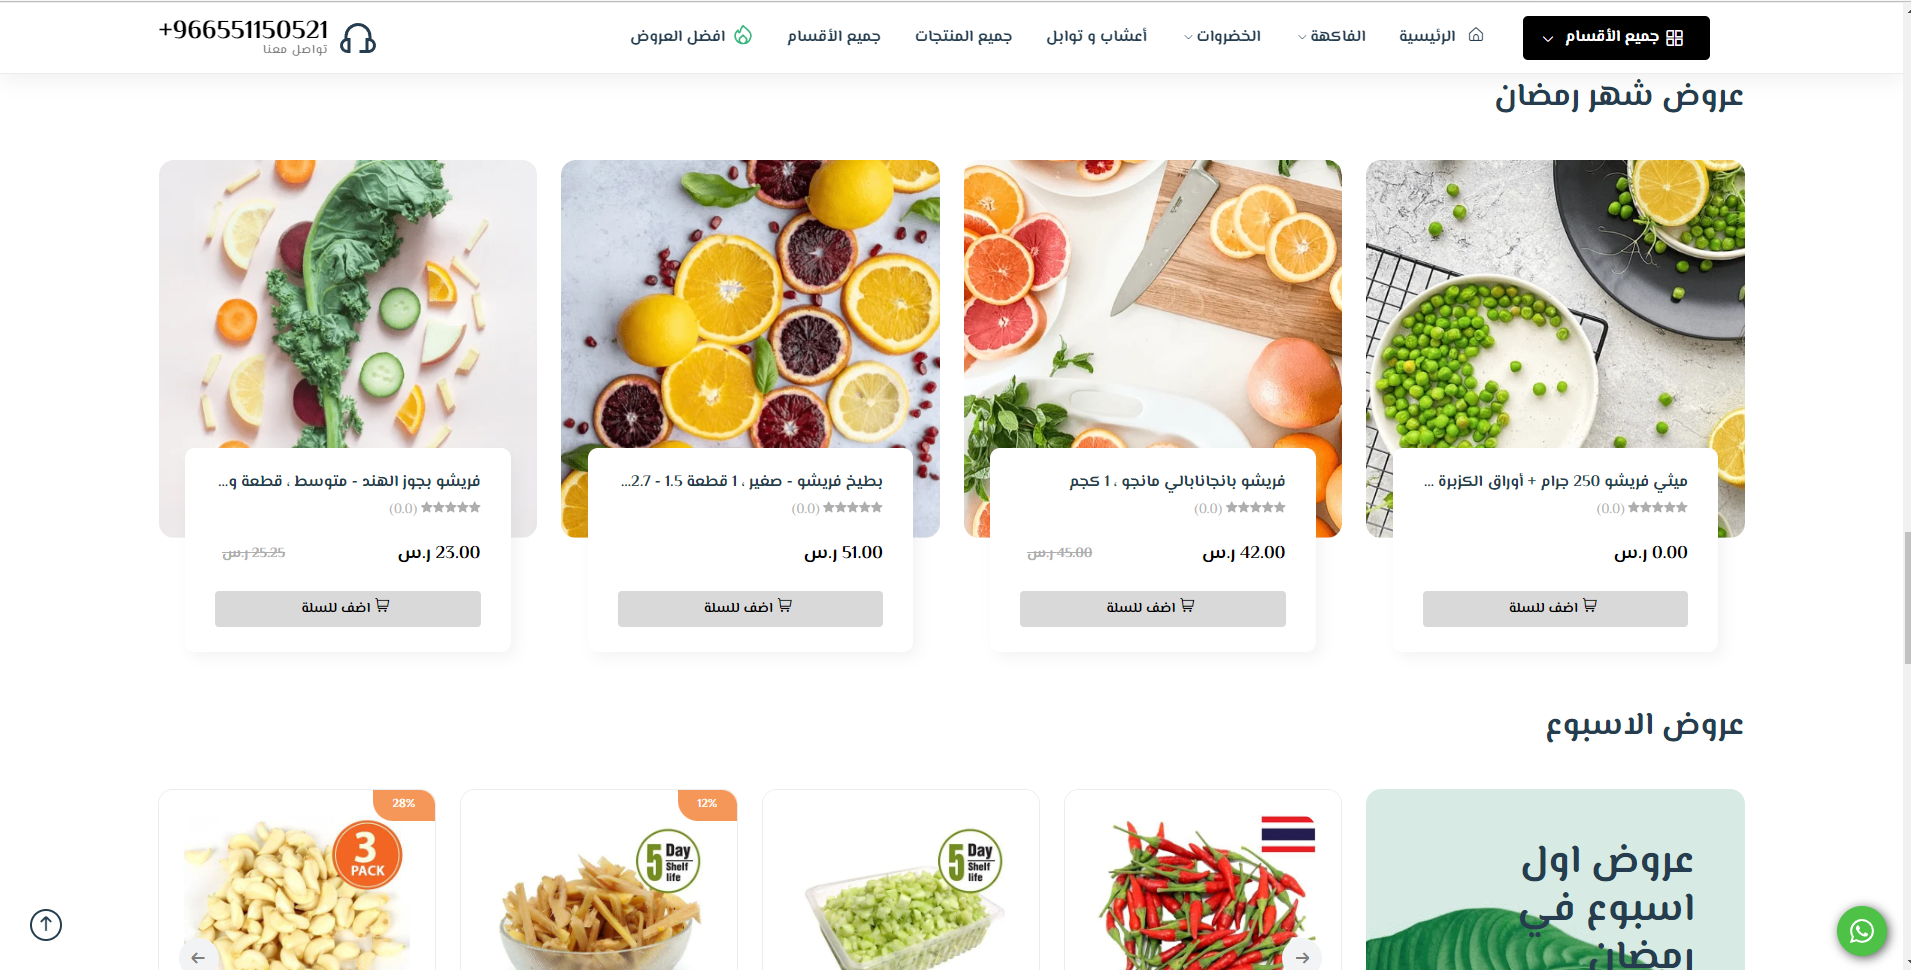 جميع الأقسام
الرئيسية
الفاكهة
الخضروات
أعشاب و توابل
جميع المنتجات
جميع الأقسام
افضل العروض
+966551150521
تواصل معنا
عروض شهر رمضان
ميثي فريشو 250 جرام + أوراق الكزبرة ...
(0.0)
0.00 ر.س
اضف للسلة
فريشو بانجانابالي مانجو ، 1 كجم
(0.0)
42.00 ر.س
45.00 ر.س
اضف للسلة
بطيخ فريشو - صغير ، 1 قطعة 1.5 - 2.7...
(0.0)
51.00 ر.س
اضف للسلة
فريشو بجوز الهند - متوسط ، قطعة و...
(0.0)
23.00 ر.س
25.25 ر.س
اضف للسلة
عروض الاسبوع
عروض اول
اسبوع في
رمضان
5 Day
Shelf
life
12%
5 Day
Shelf
life
28%
3
PACK